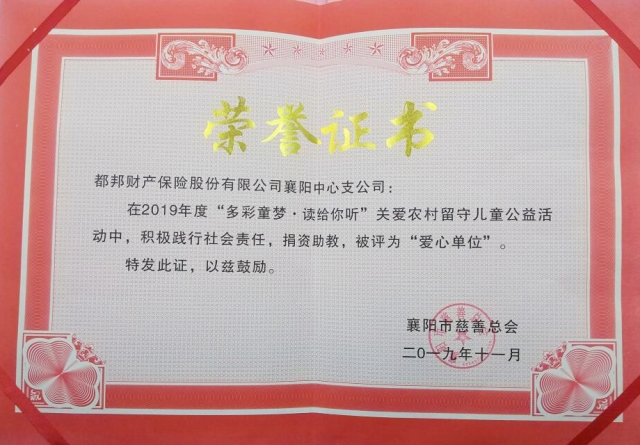 荣誉证书
都邦财产保险股份有限公司襄阳中心支公司：
在2019年度“多彩童梦·读给你听”关爱农村留守儿童公益活
动中，积极践行社会责任，捐资助教，被评为“爱心单位”。
特发此证，以兹鼓励。
襄阳市慈善总会
二〇一九年十一月